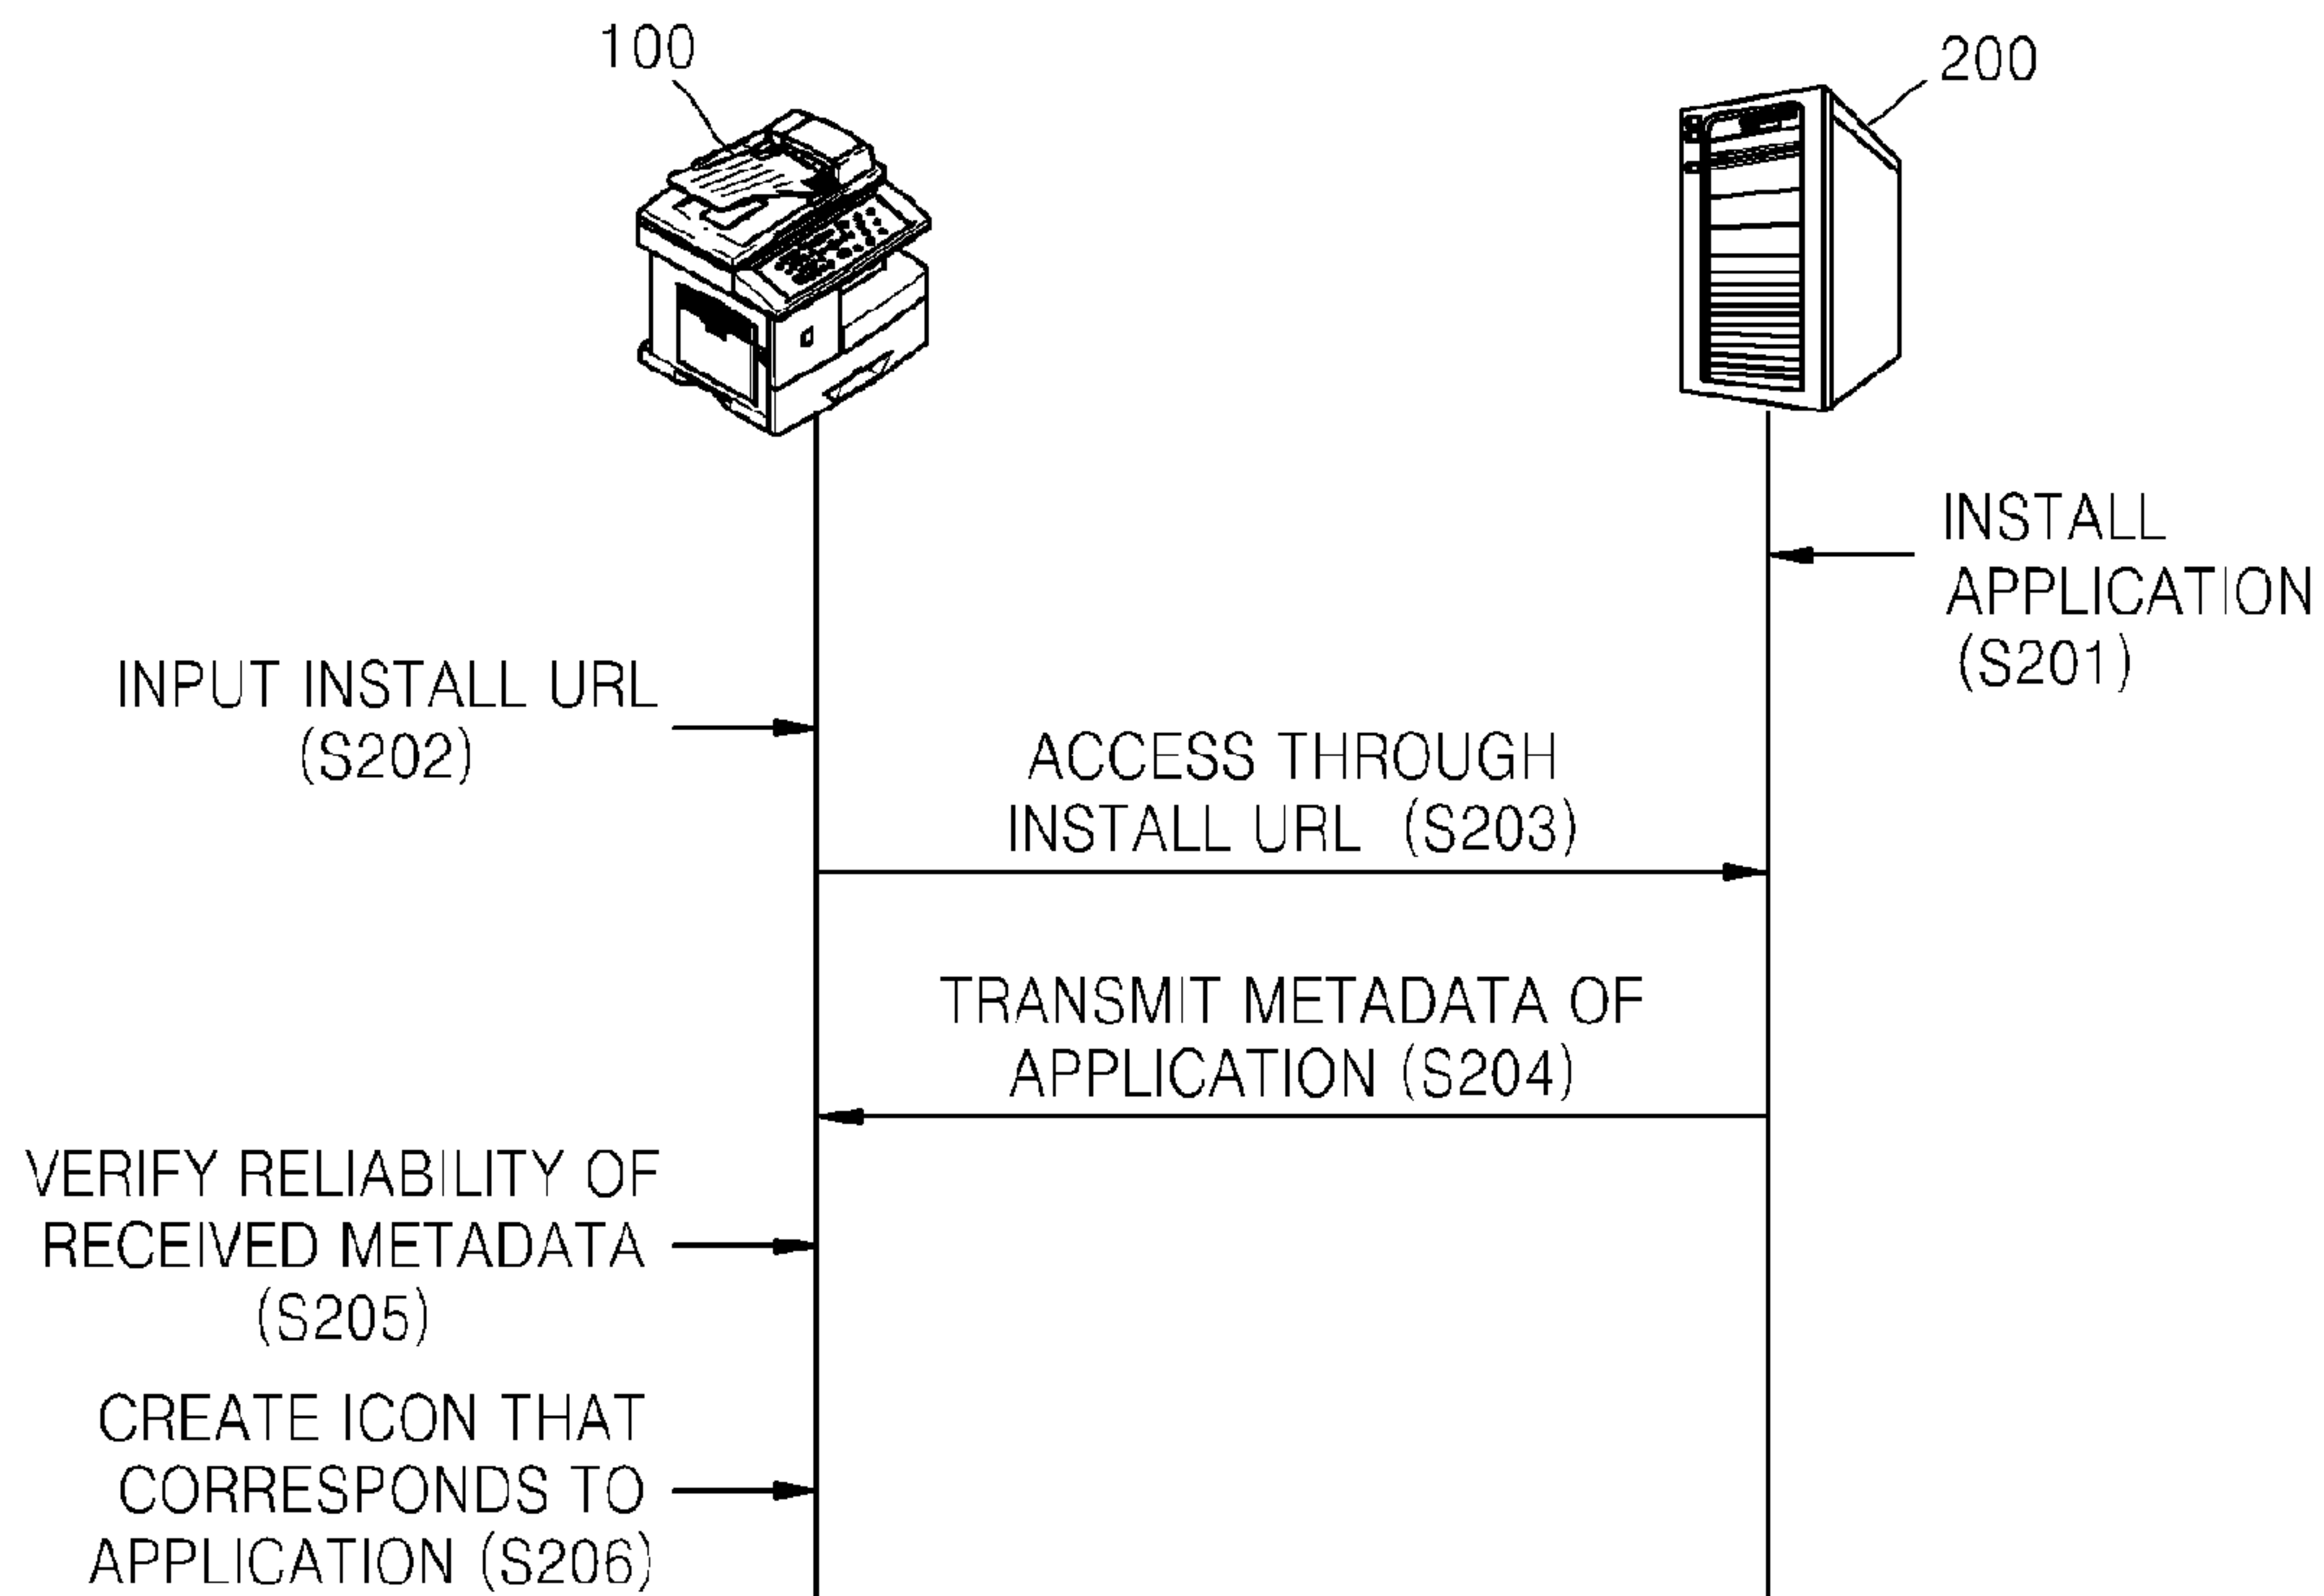 100
200
INSTALL
APPLICATION
(S201)
INPUT INSTALL URL
(S202)
ACCESS THROUGH
INSTALL URL (S203)
TRANSMIT METADATA OF
APPLICATION (S204)
VERIFY RELIABILITY OF
RECEIVED METADATA
(S205)
CREATE ICON THAT
CORRESPONDS TO
APPLICATION (S206)